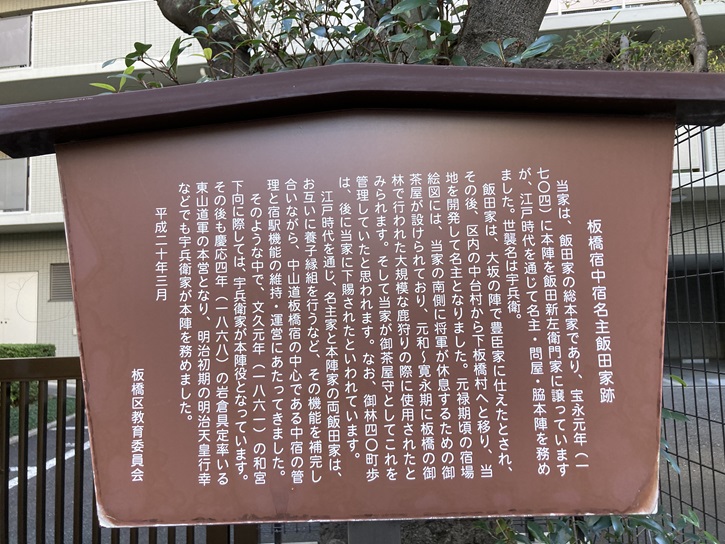 板橋宿中宿名主飯田家跡
当家は、飯田家の総本家であり、宝永元年（一
七〇四）に本陣を飯田新左衛門家に譲っています
が、江戸時代を通じて名主・問屋・脇本陣を務め
ました。世襲名は宇兵衛。
飯田家は、大坂の陣で豊臣家に仕えたとされ、
その後、区内の中台村から下板橋村へと移り、当
地を開発して名主となりました。元禄期頃の宿場
絵図には、当家の南側に将軍が休息するための御
茶屋が設けられており、元和～寛永期に板橋の御
林で行われた大規模な鹿狩りの際に使用されたと
みられます。そして当家が御茶屋守としてこれを
管理していたと思われます。なお、御林四〇町歩
は、後に当家に下賜されたといわれています。
江戸時代を通じ、名主家と本陣家の両飯田家は、
お互いに養子縁組を行うなど、その機能を補完し
合いながら、中山道板橋宿の中心である中宿の管
理と宿駅機能の維持・運営にあたってきました。
そのような中で、文久元年（一八六一）の和宮
下向に際しては、宇兵衛家が本陣役となっています。
その後も慶応四年（一八六八）の岩倉具定率いる
東山道軍の本営となり、明治初期の明治天皇行幸
などでも宇兵衛家が本陣を務めました。
平成二十年三月
板橋区教育委員会